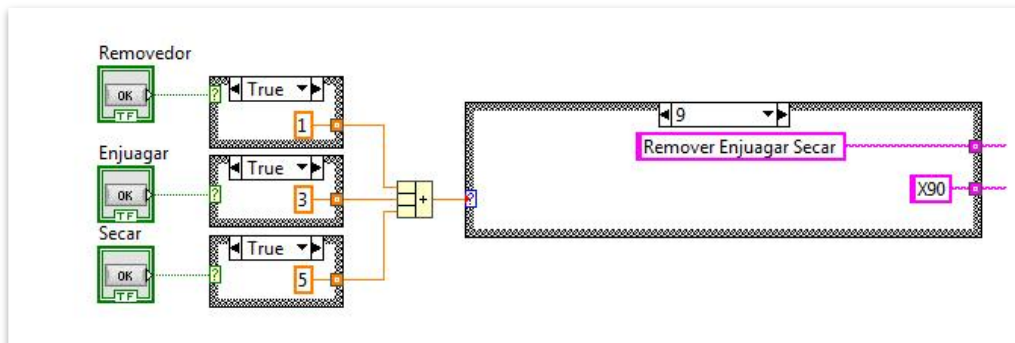 Removedor
OK
TF
? True
1
Enjuagar
OK
TF
? True
3
Secar
OK
TF
? True
5
+
?
9
Remover Enjuagar Secar
X90